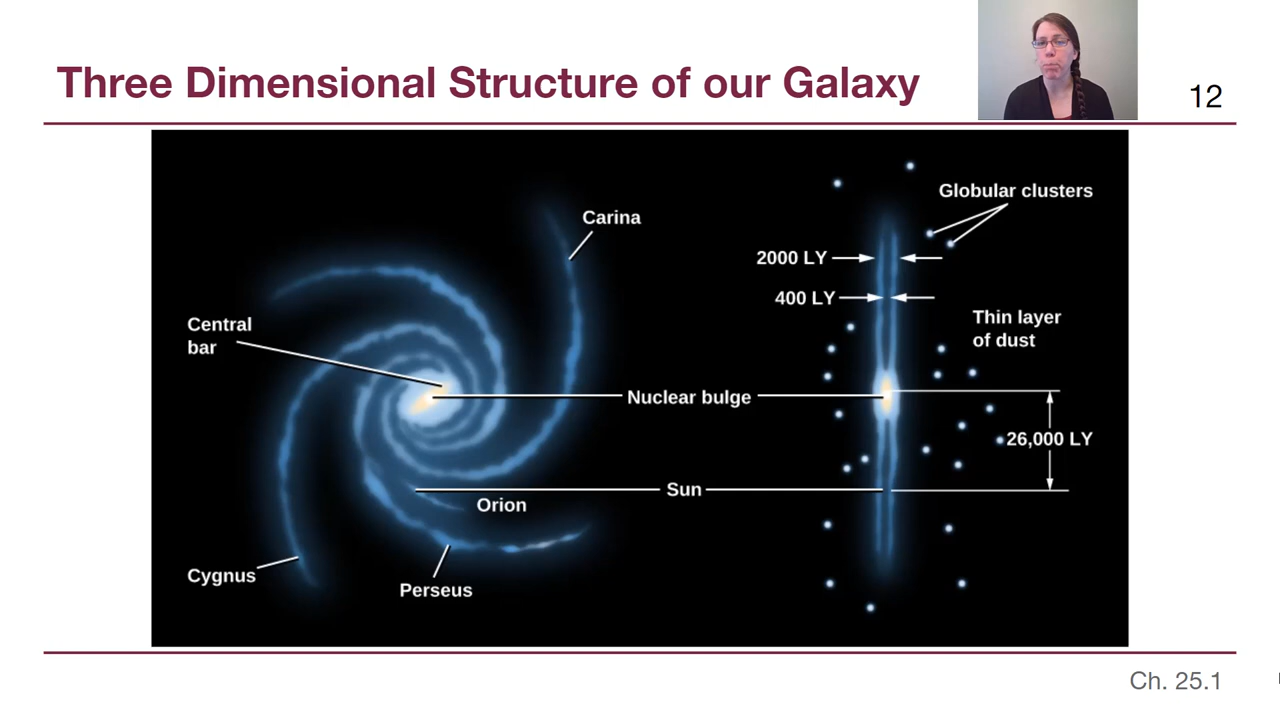 Three Dimensional Structure of our Galaxy
12
Carina
Central
bar
Nuclear bulge
Sun
Orion
Cygnus
Perseus
Globular clusters
2000 LY
400 LY
Thin layer
of dust
26,000 LY
Ch. 25.1